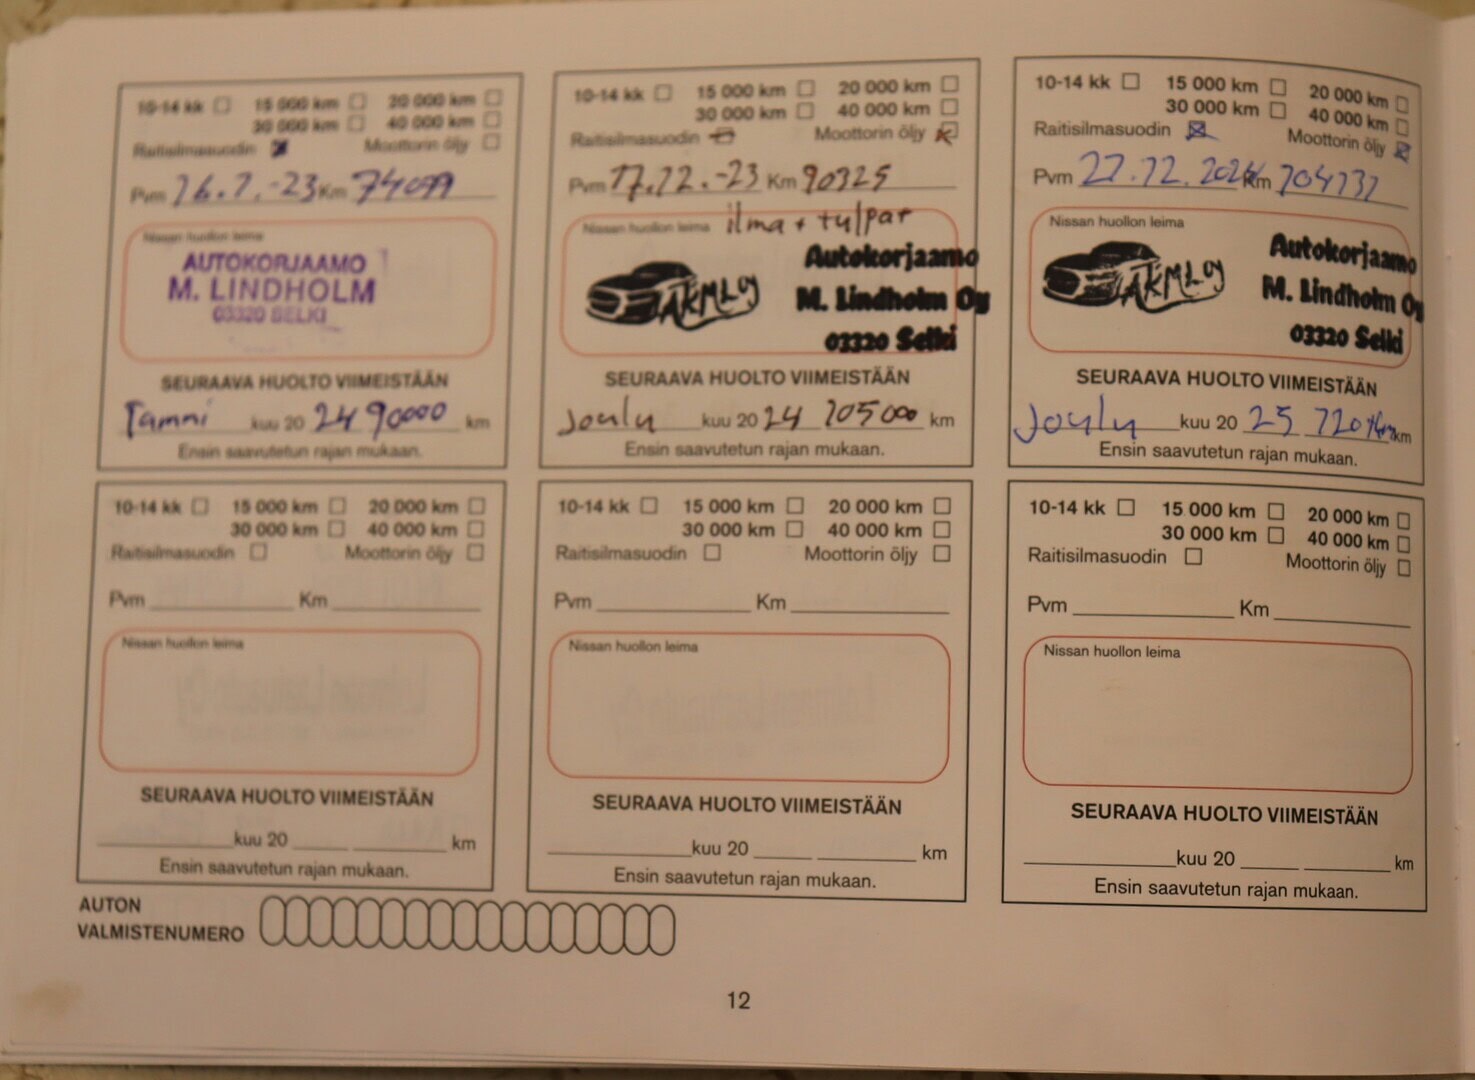 10-14 kk 15 000 km 20 000 km
30 000 km 40 000 km
Raitisilmasuodin Moottorin öljy
Pvm 16.1.-23 Km 74099
Nissan huollon leima
AUTOKORJAAMO
M. LINDHOLM
03320 SELKI
SEURAAVA HUOLTO VIIMEISTÄÄN
Tammi kuu 20 24 90000 km
Ensin saavutetun rajan mukaan.
10-14 kk 15 000 km 20 000 km
30 000 km 40 000 km
Raitisilmasuodin Moottorin öljy
Pvm 17.12.-23 Km 90325
Nissan huollon leima ilma + tulpat
AKMLOY
Autokorjaamo
M. Lindholm Oy
03320 Selki
SEURAAVA HUOLTO VIIMEISTÄÄN
Joulu kuu 20 24 105000 km
Ensin saavutetun rajan mukaan.
10-14 kk 15 000 km 20 000 km
30 000 km 40 000 km
Raitisilmasuodin Moottorin öljy
Pvm 27.12.2024 Km 104131
Nissan huollon leima
AKMLOY
Autokorjaamo
M. Lindholm Oy
03320 Selki
SEURAAVA HUOLTO VIIMEISTÄÄN
Joulu kuu 20 25 km
Ensin saavutetun rajan mukaan.
10-14 kk 15 000 km 20 000 km
30 000 km 40 000 km
Raitisilmasuodin Moottorin öljy
Pvm Km
Nissan huollon leima
SEURAAVA HUOLTO VIIMEISTÄÄN
kuu 20 km
Ensin saavutetun rajan mukaan.
10-14 kk 15 000 km 20 000 km
30 000 km 40 000 km
Raitisilmasuodin Moottorin öljy
Pvm Km
Nissan huollon leima
SEURAAVA HUOLTO VIIMEISTÄÄN
kuu 20 km
Ensin saavutetun rajan mukaan.
10-14 kk 15 000 km 20 000 km
30 000 km 40 000 km
Raitisilmasuodin Moottorin öljy
Pvm Km
Nissan huollon leima
SEURAAVA HUOLTO VIIMEISTÄÄN
kuu 20 km
Ensin saavutetun rajan mukaan.
AUTON
VALMISTENUMERO
12